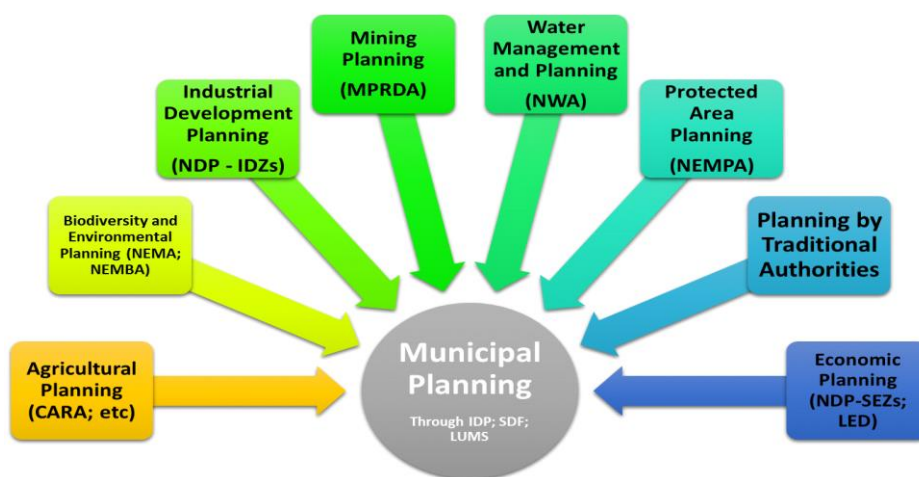 Mining
Planning
(MPRDA)
Water
Management
and Planning
(NWA)
Industrial
Development
Planning
(NDP - IDZs)
Protected
Area
Planning
(NEMPA)
Biodiversity and
Environmental
Planning (NEMA;
NEMBA)
Planning by
Traditional
Authorities
Agricultural
Planning
(CARA; etc)
Economic
Planning
(NDP-SEZs;
LED)
Municipal
Planning
Through IDP; SDF;
LUMS